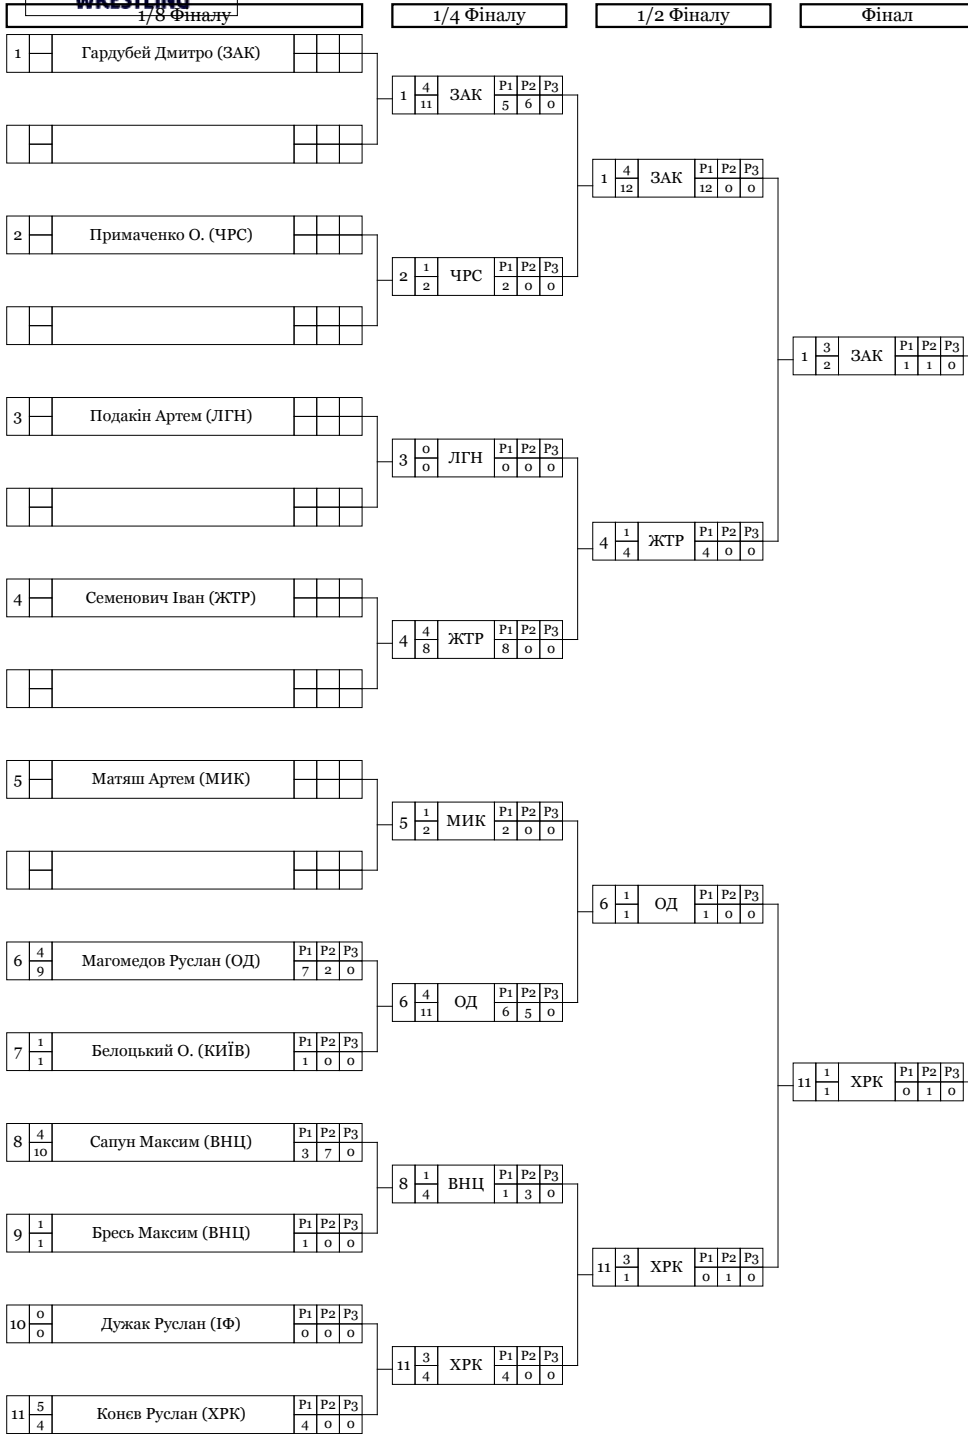 WRESTLING
1/8 Фіналу 1/4 Фіналу 1/2 Фіналу Фінал
1 Гардубей Дмитро (ЗАК)
1 4 11 ЗАК P1 P2 P3 5 6 0
1 4 12 ЗАК P1 P2 P3 12 0 0
2 Примаченко О. (ЧРС)
2 1 2 ЧРС P1 P2 P3 2 0 0
1 3 2 ЗАК P1 P2 P3 1 1 0
3 Подакін Артем (ЛГН)
3 0 0 ЛГН P1 P2 P3 0 0 0
4 1 4 ЖТР P1 P2 P3 4 0 0
4 Семенович Іван (ЖТР)
4 4 8 ЖТР P1 P2 P3 8 0 0
5 Матяш Артем (МИК)
5 1 2 МИК P1 P2 P3 2 0 0
6 1 1 ОД P1 P2 P3 1 0 0
6 4 9 Магомедов Руслан (ОД) P1 P2 P3 7 2 0
6 4 11 ОД P1 P2 P3 6 5 0
7 1 1 Белоцький О. (КИЇВ) P1 P2 P3 1 0 0
11 1 1 ХРК P1 P2 P3 0 1 0
8 4 10 Сапун Максим (ВНЦ) P1 P2 P3 3 7 0
8 1 4 ВНЦ P1 P2 P3 1 3 0
9 1 1 Бресь Максим (ВНЦ) P1 P2 P3 1 0 0
11 3 1 ХРК P1 P2 P3 0 1 0
10 0 0 Дужак Руслан (ІФ) P1 P2 P3 0 0 0
11 3 4 ХРК P1 P2 P3 4 0 0
11 5 4 Конєв Руслан (ХРК) P1 P2 P3 4 0 0